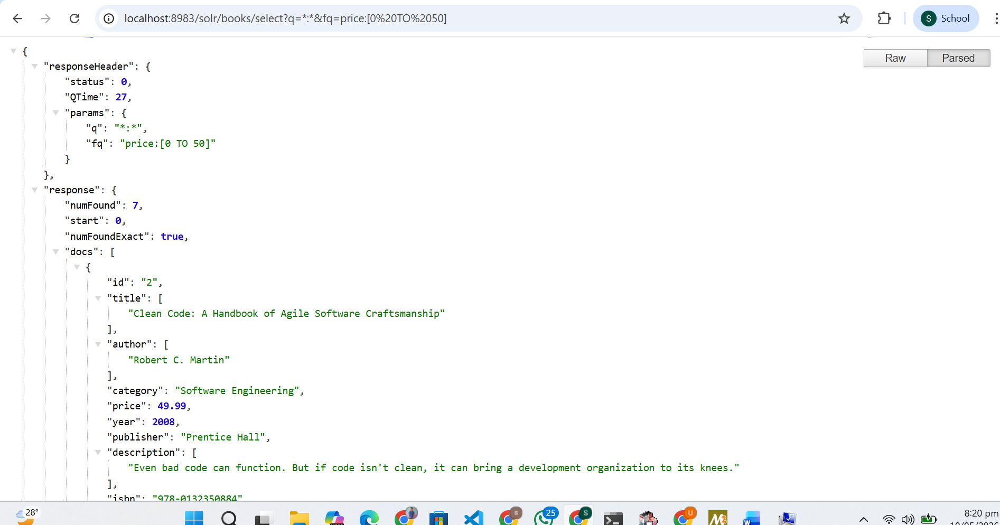 localhost:8983/solr/books/select?q=*:*&fq=price:[0%20TO%2050]
S School
Raw Parsed
{
"responseHeader": {
"status": 0,
"QTime": 27,
"params": {
"q": "*:*",
"fq": "price:[0 TO 50]"
}
},
"response": {
"numFound": 7,
"start": 0,
"numFoundExact": true,
"docs": [
{
"id": "2",
"title": [
"Clean Code: A Handbook of Agile Software Craftsmanship"
],
"author": [
"Robert C. Martin"
],
"category": "Software Engineering",
"price": 49.99,
"year": 2008,
"publisher": "Prentice Hall",
"description": [
"Even bad code can function. But if code isn't clean, it can bring a development organization to its knees."
],
"isbn": "978-0132350884"
28°
S
25
S
U
M
W
8:20 pm